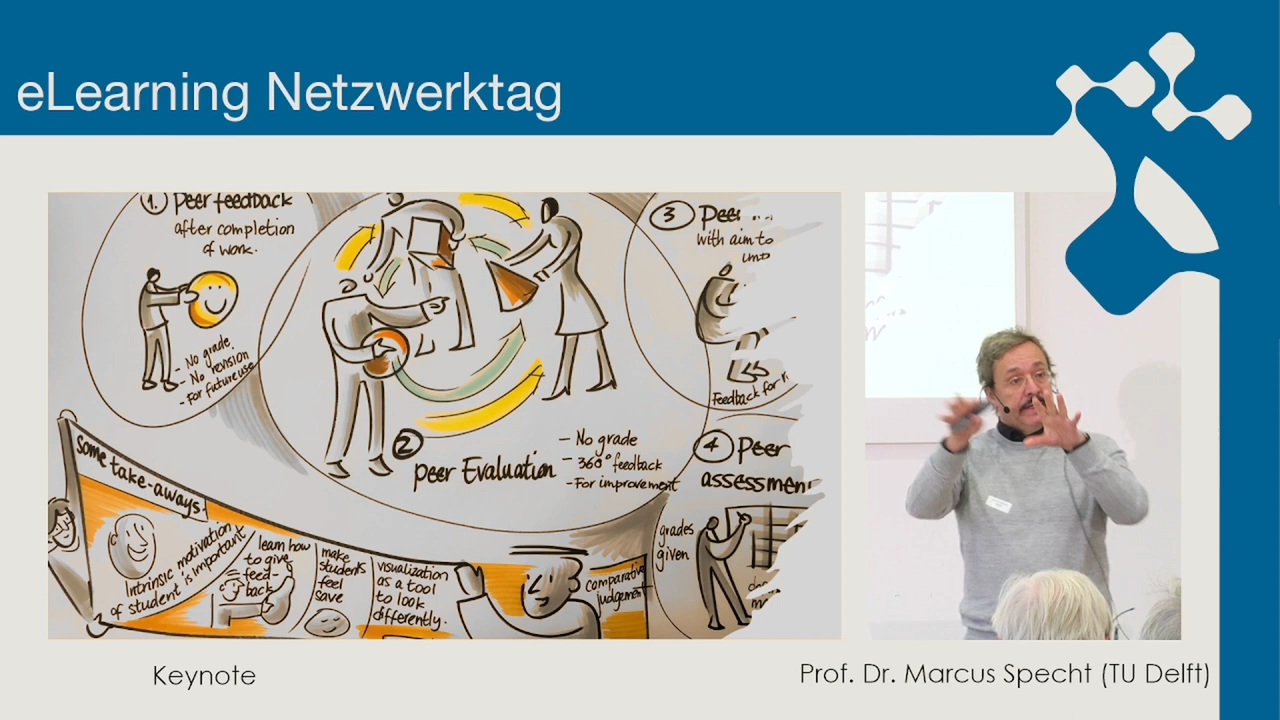 eLearning Netzwerktag
1. Peer feedback
after completion
of work.
- No grade
- No revision
- For future use
2
peer Evaluation
- No grade
- 360° feedback
- For improvement
3 Peer
with aim to
Feedback for
4 Peer
assessment
grades
given
Some take-aways!
Intrinsic motivation
of student is important
learn how
to give
feed-
back
make
students
feel
save
visualization
as a tool
to look
differently.
comparative
judgement
Keynote
Prof. Dr. Marcus Specht (TU Delft)